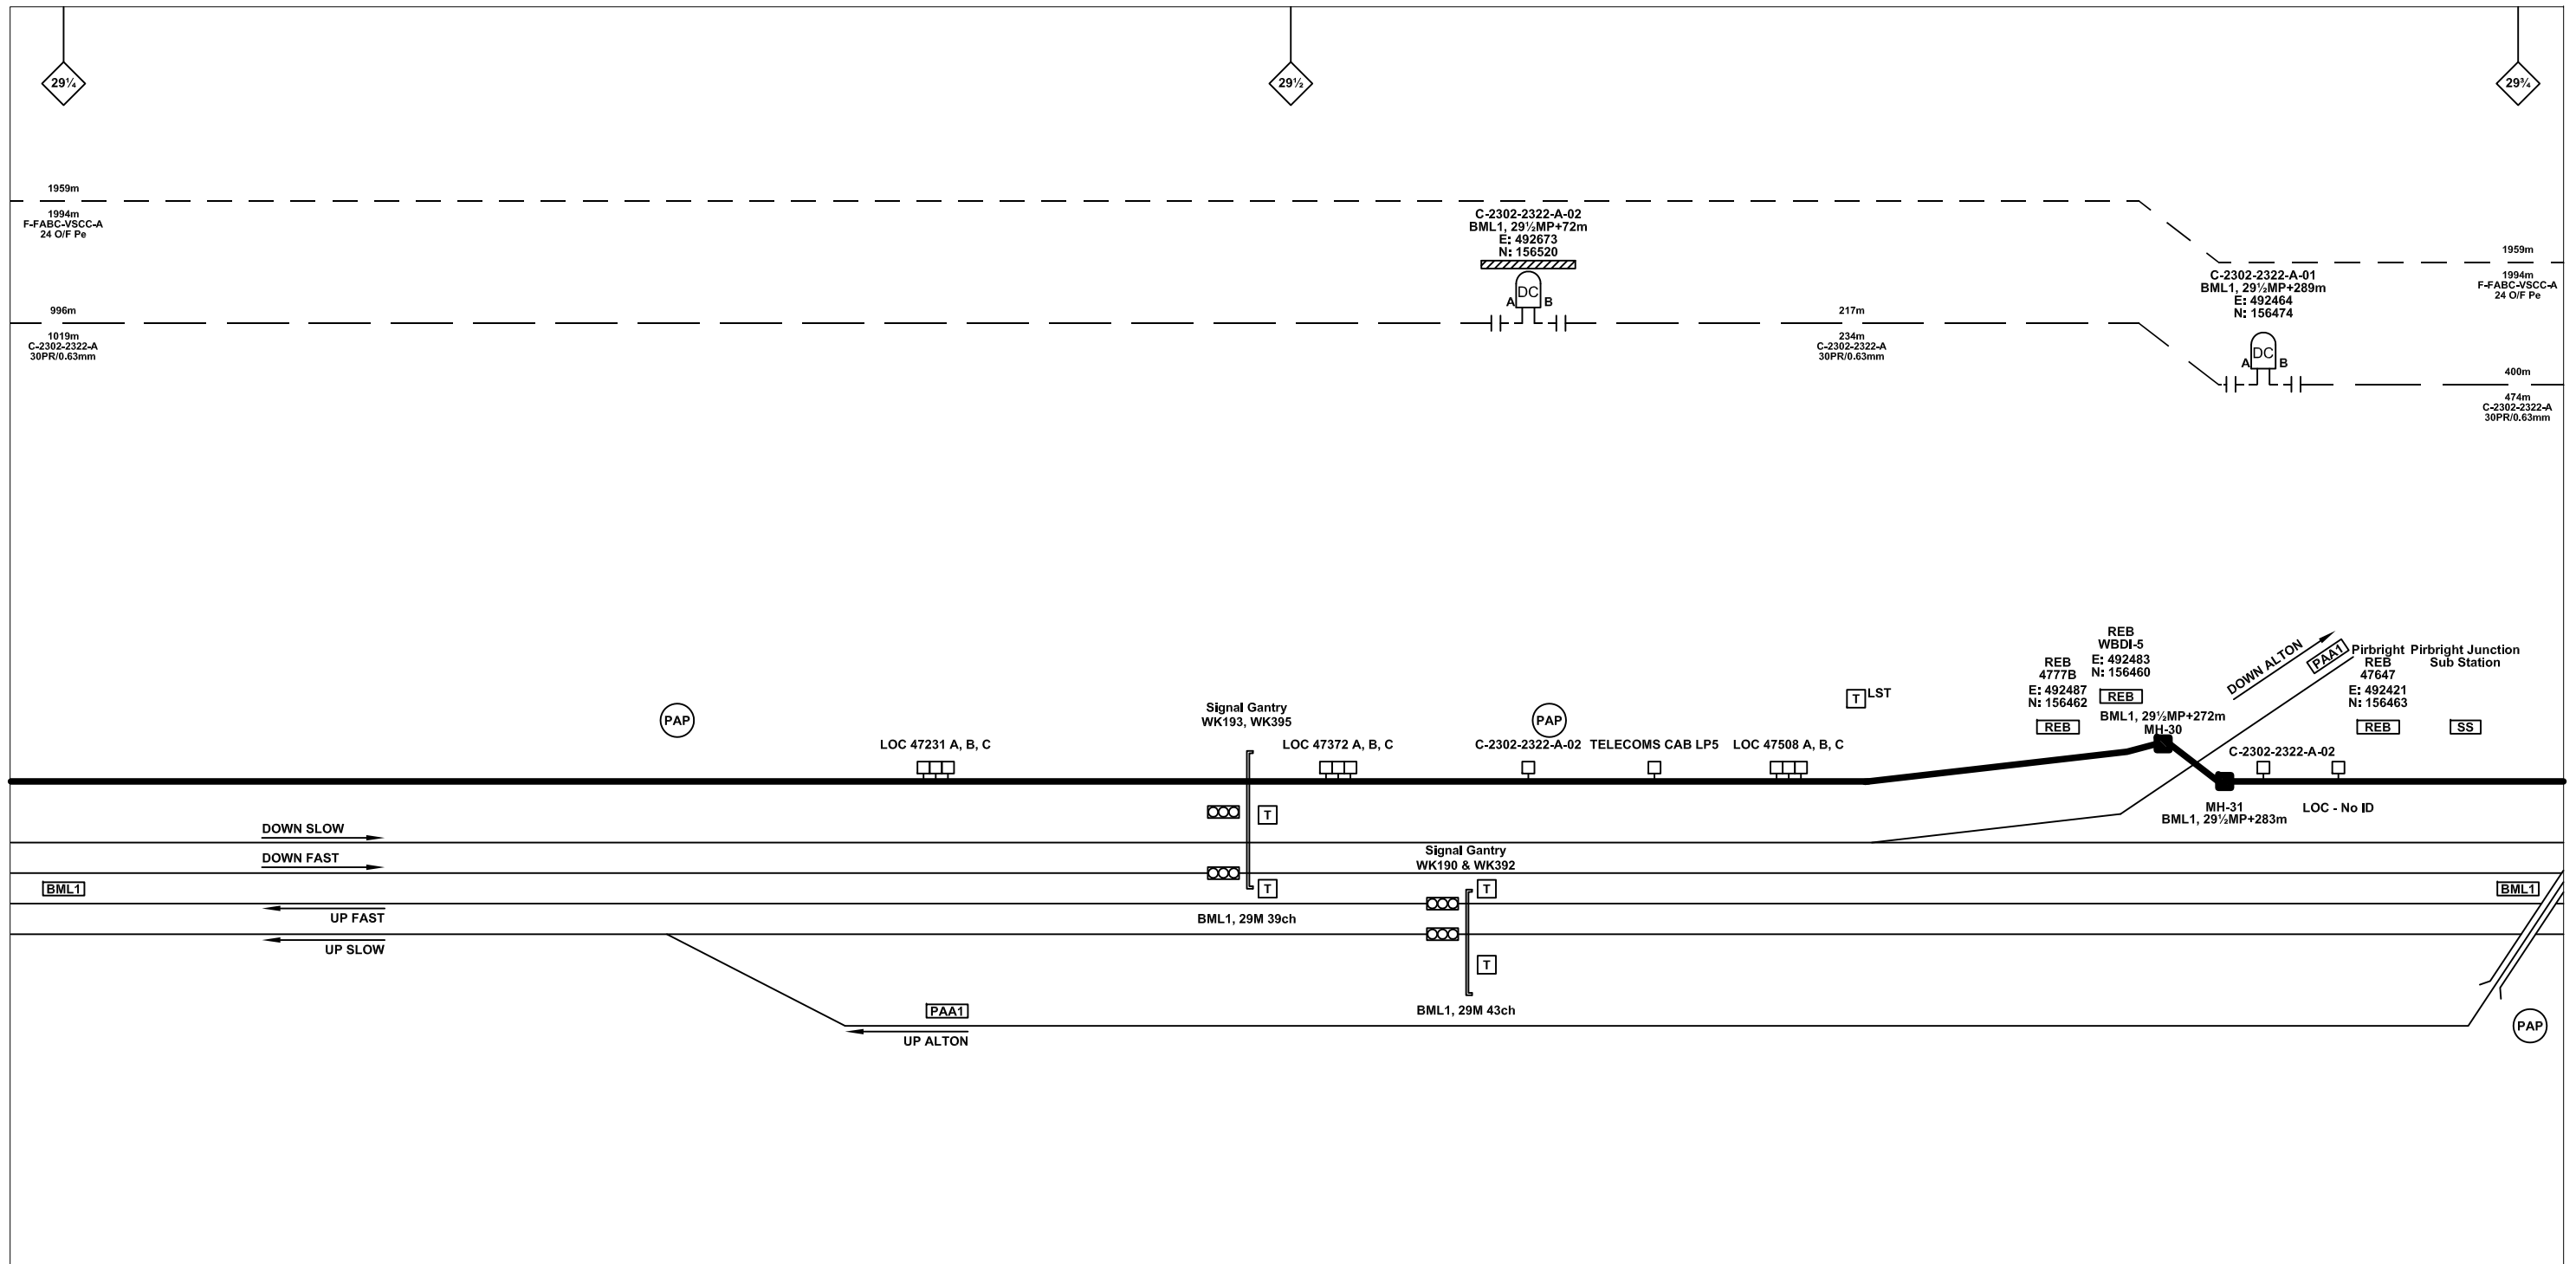 29¼
29½
29¾
1959m
1994m
F-FABC-VSCC-A
24 O/F Pe
C-2302-2322-A-02
BML1, 29½MP+72m
E: 492673
N: 156520
DC
A
B
1959m
1994m
F-FABC-VSCC-A
24 O/F Pe
C-2302-2322-A-01
BML1, 29½MP+289m
E: 492464
N: 156474
DC
A
B
996m
1019m
C-2302-2322-A
30PR/0.63mm
217m
234m
C-2302-2322-A
30PR/0.63mm
400m
474m
C-2302-2322-A
30PR/0.63mm
REB
WBDI-5
E: 492483
N: 156460
REB
REB
4777B
E: 492487
N: 156462
REB
DOWN ALTON
PAA1
Pirbright
REB
47647
E: 492421
N: 156463
REB
Pirbright Junction
Sub Station
SS
T
LST
PAP
Signal Gantry
WK193, WK395
PAP
BML1, 29½MP+272m
MH-30
LOC 47231 A, B, C
LOC 47372 A, B, C
C-2302-2322-A-02
TELECOMS CAB LP5
LOC 47508 A, B, C
C-2302-2322-A-02
MH-31
BML1, 29½MP+283m
LOC - No ID
T
DOWN SLOW
DOWN FAST
Signal Gantry
WK190 & WK392
BML1
T
T
BML1
UP FAST
BML1, 29M 39ch
UP SLOW
T
PAA1
UP ALTON
BML1, 29M 43ch
PAP